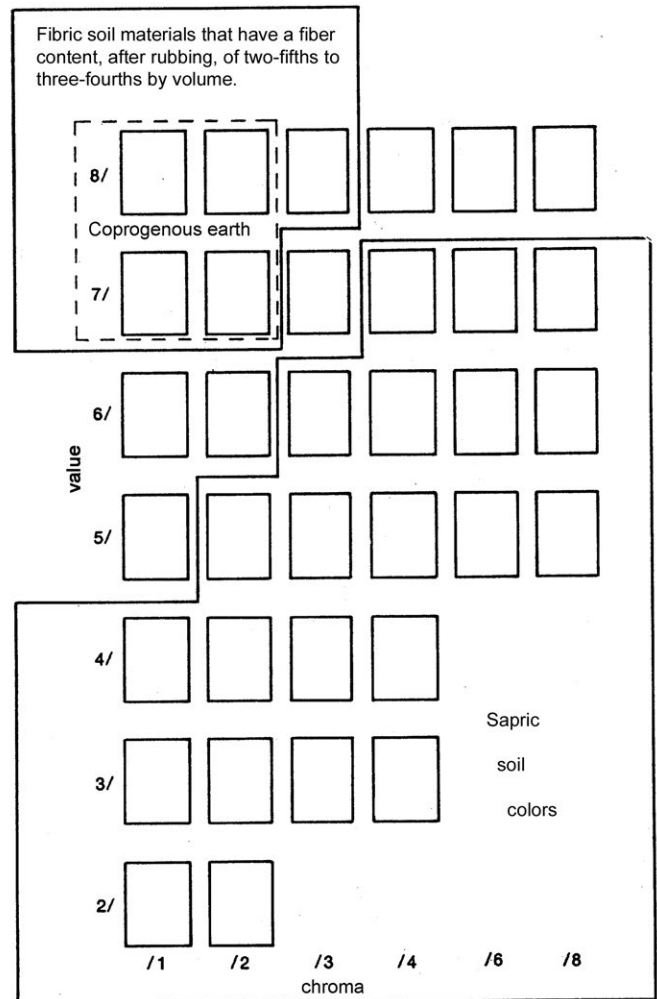 Fibric soil materials that have a fiber
content, after rubbing, of two-fifths to
three-fourths by volume.
8/
Coprogenous earth
7/
6/
value
5/
4/
Sapric
3/
soil
colors
2/
/1 /2 /3 /4 /6 /8
chroma